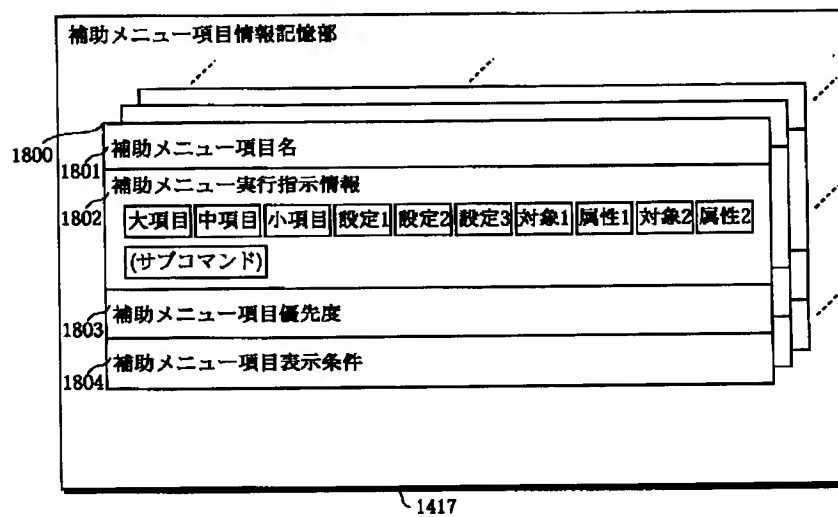 補助メニュー項目情報記憶部
1800
1801 補助メニュー項目名
補助メニュー実行指示情報
1802
大項目 中項目 小項目 設定1 設定2 設定3 対象1 属性1 対象2 属性2
(サブコマンド)
1803 補助メニュー項目優先度
1804 補助メニュー項目表示条件
1417